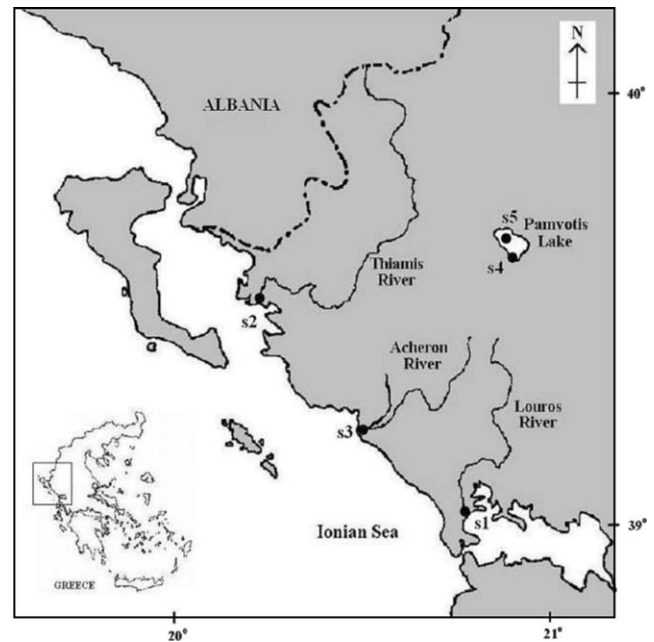 N
40°
ALBANIA
s5
Pamvotis
Lake
s4
Thiamis
River
s2
Acheron
River
Louros
River
s3
s1
Ionian Sea
39°
GREECE
20°
21°